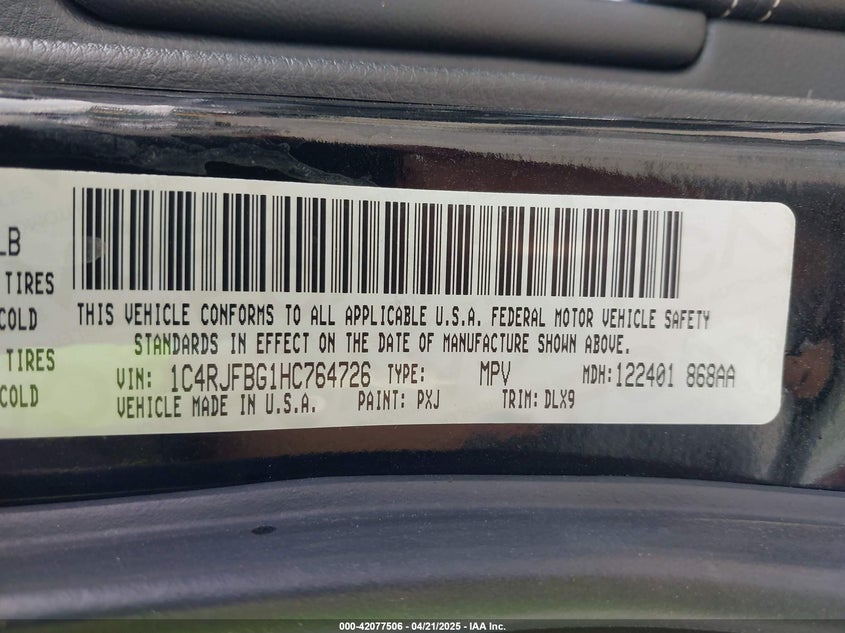 LB
TIRES
COLD
TIRES
COLD
THIS VEHICLE CONFORMS TO ALL APPLICABLE U.S.A. FEDERAL MOTOR VEHICLE SAFETY
STANDARDS IN EFFECT ON THE DATE OF MANUFACTURE SHOWN ABOVE.
VIN: 1C4RJFBG1HC764726 TYPE: MPV MDH:122401 868AA
VEHICLE MADE IN U.S.A. PAINT: PXJ TRIM: DLX9
000-42077506 - 04/21/2025 - IAA Inc.